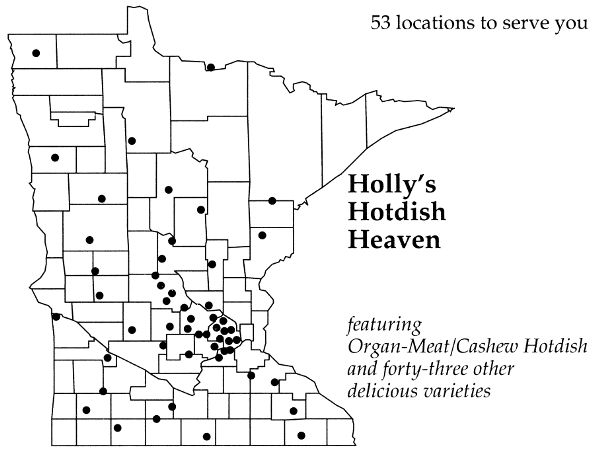 53 locations to serve you
Holly's
Hotdish
Heaven
featuring
Organ-Meat/Cashew Hotdish
and forty-three other
delicious varieties